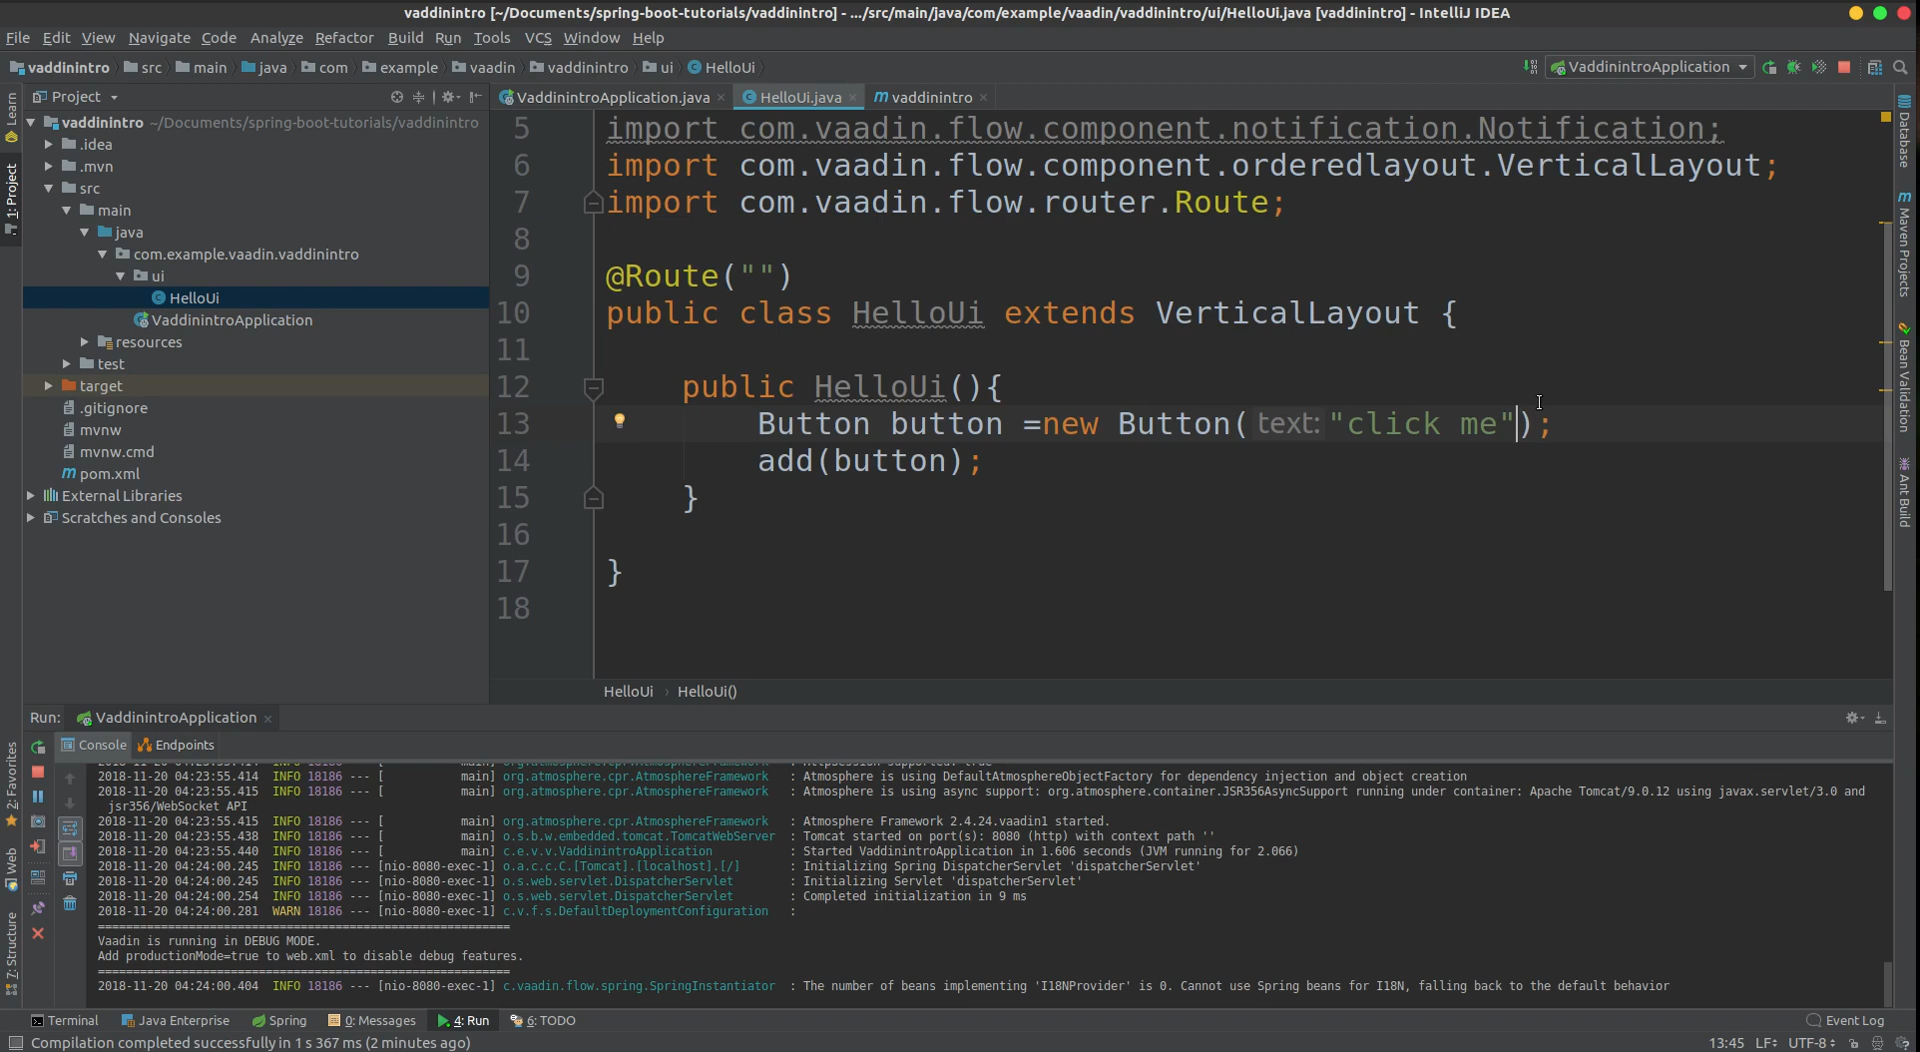 vaddinintro [~/Documents/spring-boot-tutorials/vaddinintro] - .../src/main/java/com/example/vaadin/vaddinintro/ui/HelloUi.java [vaddinintro] - IntelliJ IDEA
File Edit View Navigate Code Analyze Refactor Build Run Tools VCS Window Help
vaddinintro src main java com example vaadin vaddinintro ui HelloUi
VaddinintroApplication
Project
VaddinintroApplication.java HelloUi.java vaddinintro
vaddinintro ~/Documents/spring-boot-tutorials/vaddinintro
.idea
.mvn
src
main
java
com.example.vaadin.vaddinintro
ui
HelloUi
VaddinintroApplication
resources
test
target
.gitignore
mvnw
mvnw.cmd
pom.xml
External Libraries
Scratches and Consoles
Learn
1: Project
2: Favorites
Web
7: Structure
5 import com.vaadin.flow.component.notification.Notification;
6 import com.vaadin.flow.component.orderedlayout.VerticalLayout;
7 import com.vaadin.flow.router.Route;
8
9 @Route("")
10 public class HelloUi extends VerticalLayout {
11
12 public HelloUi(){
13 Button button =new Button( text: "click me");
14 add(button);
15 }
16
17 }
18
HelloUi › HelloUi()
Database
Maven Projects
Bean Validation
Ant Build
Run: VaddinintroApplication
Console Endpoints
2018-11-20 04:23:55.414 INFO 18186 --- [ main] org.atmosphere.cpr.AtmosphereFramework : Atmosphere is using DefaultAtmosphereObjectFactory for dependency injection and object creation
2018-11-20 04:23:55.415 INFO 18186 --- [ main] org.atmosphere.cpr.AtmosphereFramework : Atmosphere is using async support: org.atmosphere.container.JSR356AsyncSupport running under container: Apache Tomcat/9.0.12 using javax.servlet/3.0 and
jsr356/WebSocket API
2018-11-20 04:23:55.415 INFO 18186 --- [ main] org.atmosphere.cpr.AtmosphereFramework : Atmosphere Framework 2.4.24.vaadin1 started.
2018-11-20 04:23:55.438 INFO 18186 --- [ main] o.s.b.w.embedded.tomcat.TomcatWebServer : Tomcat started on port(s): 8080 (http) with context path ''
2018-11-20 04:23:55.440 INFO 18186 --- [ main] c.e.v.v.VaddinintroApplication : Started VaddinintroApplication in 1.606 seconds (JVM running for 2.066)
2018-11-20 04:24:00.245 INFO 18186 --- [nio-8080-exec-1] o.a.c.c.C.[Tomcat].[localhost].[/] : Initializing Spring DispatcherServlet 'dispatcherServlet'
2018-11-20 04:24:00.245 INFO 18186 --- [nio-8080-exec-1] o.s.web.servlet.DispatcherServlet : Initializing Servlet 'dispatcherServlet'
2018-11-20 04:24:00.254 INFO 18186 --- [nio-8080-exec-1] o.s.web.servlet.DispatcherServlet : Completed initialization in 9 ms
2018-11-20 04:24:00.281 WARN 18186 --- [nio-8080-exec-1] c.v.f.s.DefaultDeploymentConfiguration :
====================================================
Vaadin is running in DEBUG MODE.
Add productionMode=true to web.xml to disable debug features.
====================================================
2018-11-20 04:24:00.404 INFO 18186 --- [nio-8080-exec-1] c.vaadin.flow.spring.SpringInstantiator : The number of beans implementing 'I18NProvider' is 0. Cannot use Spring beans for I18N, falling back to the default behavior
Terminal Java Enterprise Spring 0: Messages 4: Run 6: TODO Event Log
Compilation completed successfully in 1 s 367 ms (2 minutes ago) 13:45 LF UTF-8